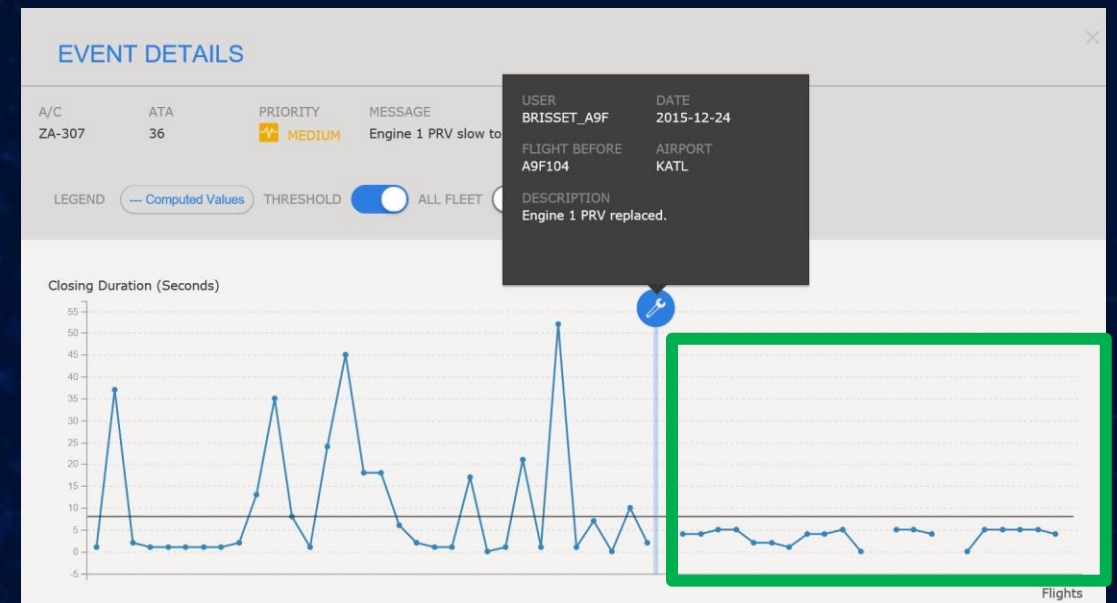 EVENT DETAILS
A/C ATA PRIORITY MESSAGE
ZA-307 36 MEDIUM Engine 1 PRV slow to
USER DATE
BRISSET_A9F 2015-12-24
FLIGHT BEFORE AIRPORT
A9F104 KATL
DESCRIPTION
Engine 1 PRV replaced.
LEGEND --- Computed Values THRESHOLD ALL FLEET
Closing Duration (Seconds)
55
50
45
40
35
30
25
20
15
10
5
0
-5
Flights